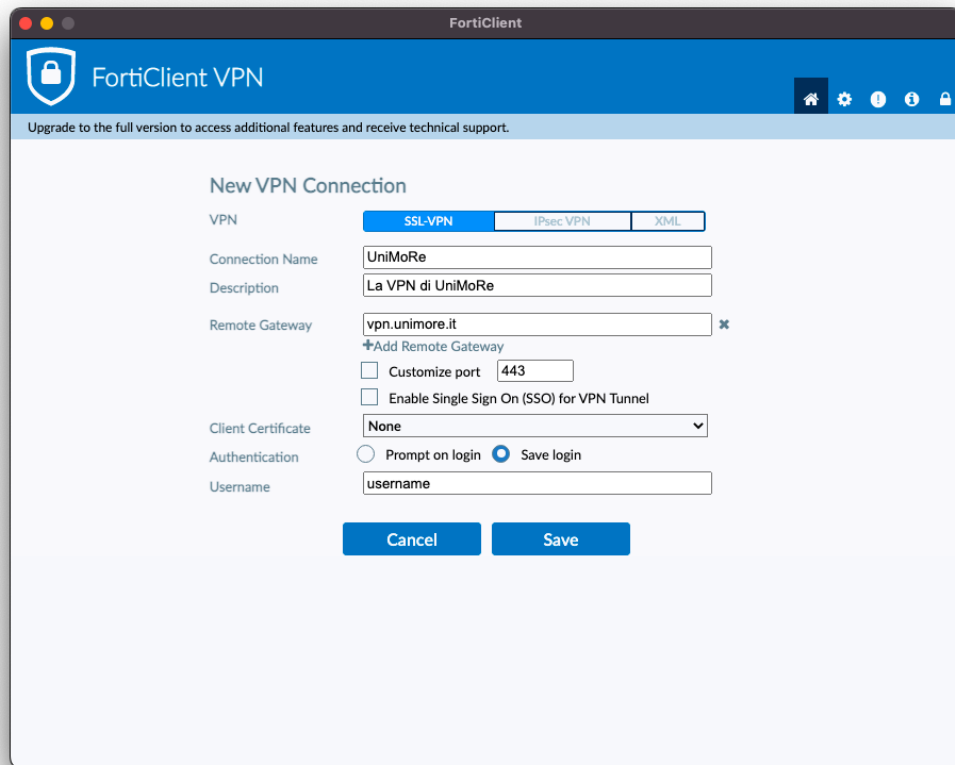 FortiClient
FortiClient VPN
Upgrade to the full version to access additional features and receive technical support.
New VPN Connection
VPN SSL-VPN IPsec VPN XML
Connection Name UniMoRe
Description La VPN di UniMoRe
Remote Gateway vpn.unimore.it
+Add Remote Gateway
Customize port 443
Enable Single Sign On (SSO) for VPN Tunnel
Client Certificate None
Authentication Prompt on login Save login
Username username
Cancel Save